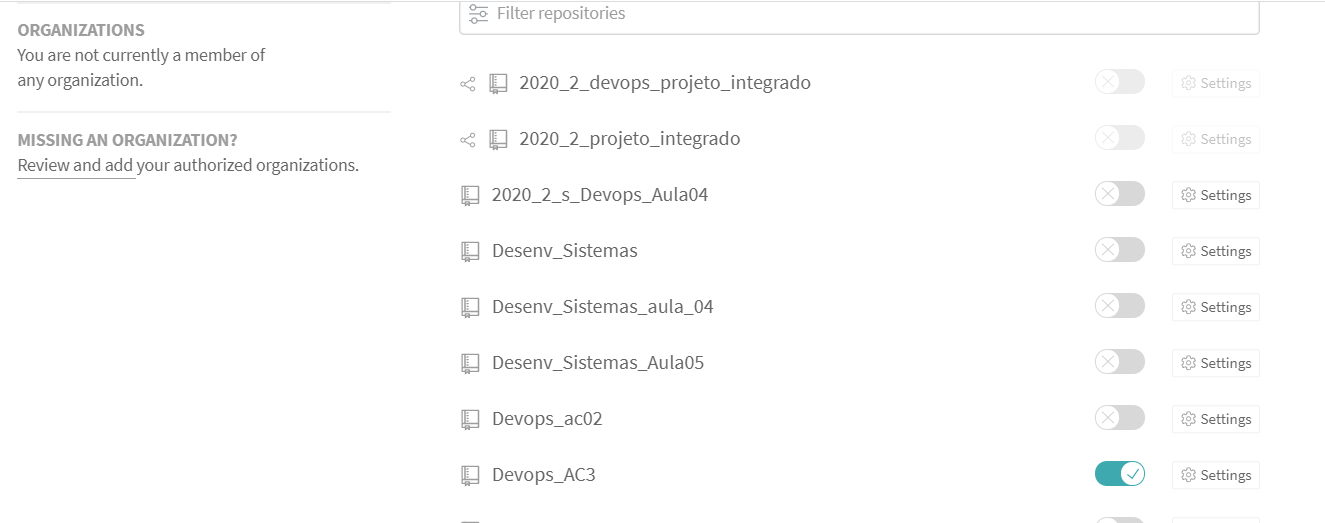 ORGANIZATIONS
You are not currently a member of
any organization.
MISSING AN ORGANIZATION?
Review and add your authorized organizations.
Filter repositories
2020_2_devops_projeto_integrado Settings
2020_2_projeto_integrado Settings
2020_2_s_Devops_Aula04 Settings
Desenv_Sistemas Settings
Desenv_Sistemas_aula_04 Settings
Desenv_Sistemas_Aula05 Settings
Devops_ac02 Settings
Devops_AC3 Settings